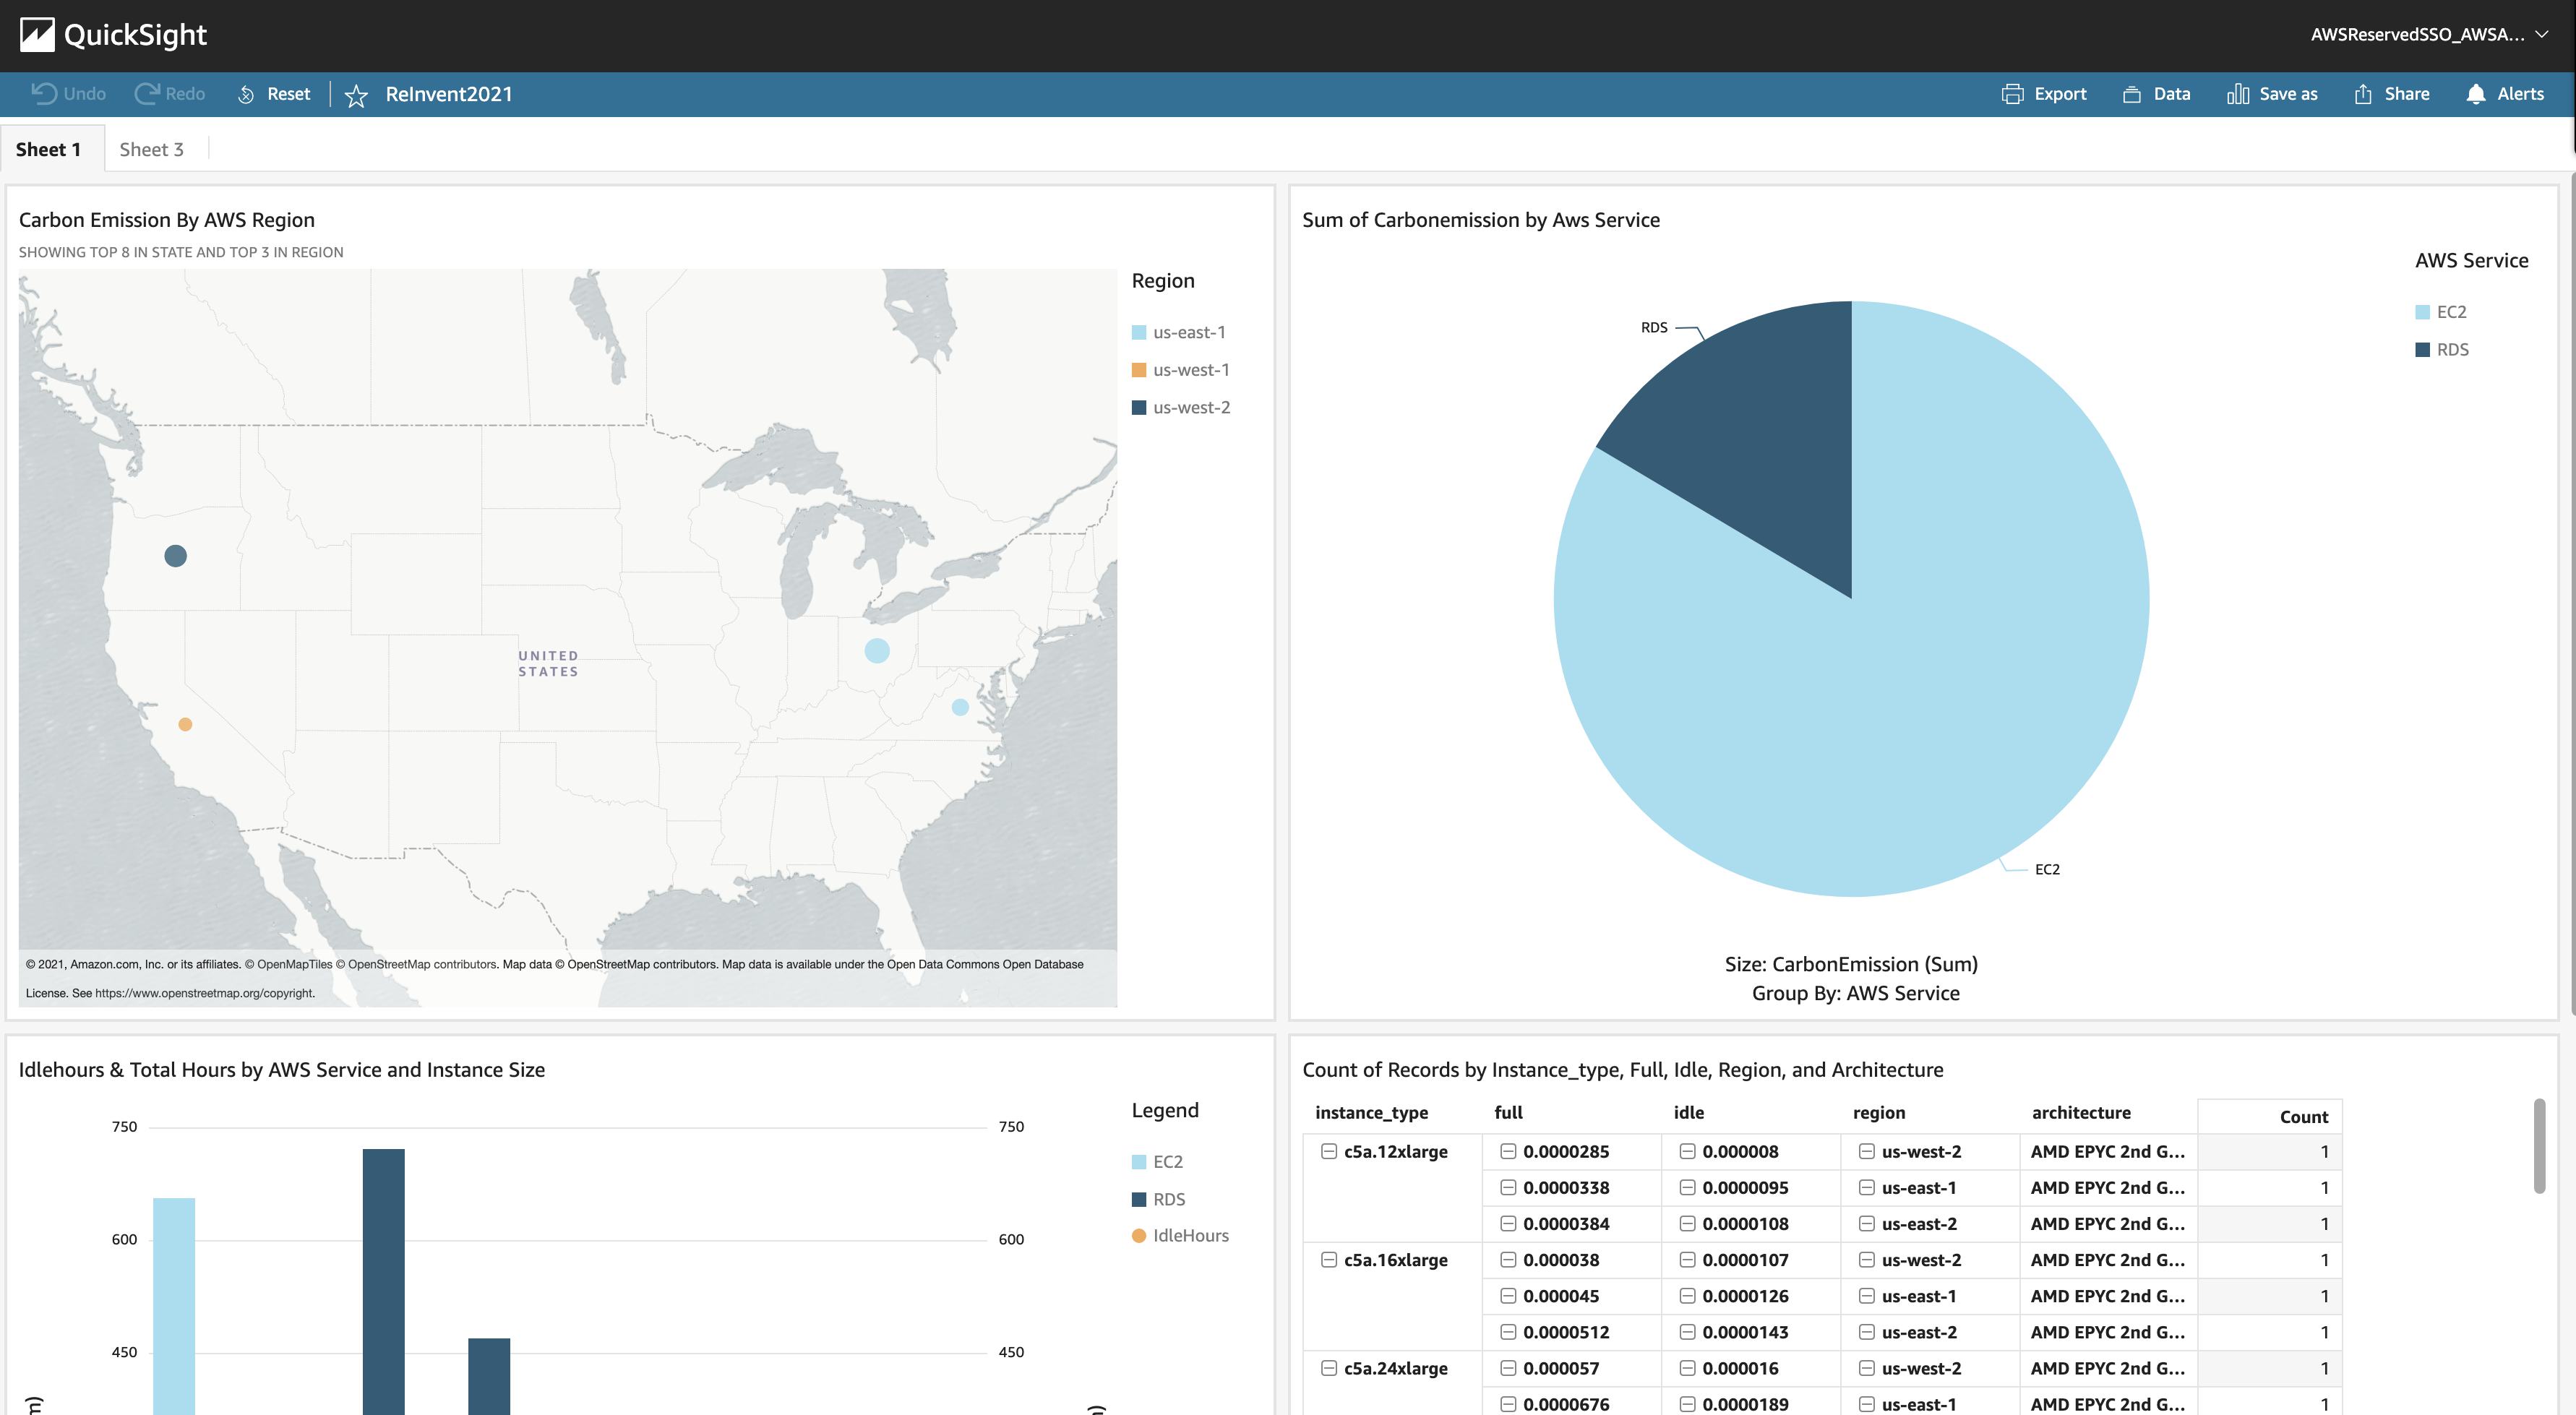 QuickSight
AWSReservedSSO_AWSA...
Undo
Redo
Reset
ReInvent2021
Export
Data
Save as
Share
Alerts
Sheet 1
Sheet 3
Carbon Emission By AWS Region
SHOWING TOP 8 IN STATE AND TOP 3 IN REGION
Region
us-east-1
us-west-1
us-west-2
UNITED
STATES
© 2021, Amazon.com, Inc. or its affiliates. © OpenMapTiles © OpenStreetMap contributors. Map data © OpenStreetMap contributors. Map data is available under the Open Data Commons Open Database
License. See https://www.openstreetmap.org/copyright.
Sum of Carbonemission by Aws Service
AWS Service
EC2
RDS
RDS
EC2
Size: CarbonEmission (Sum)
Group By: AWS Service
Idlehours & Total Hours by AWS Service and Instance Size
750
750
600
600
450
450
Legend
EC2
RDS
IdleHours
Count of Records by Instance_type, Full, Idle, Region, and Architecture
instance_type full idle region architecture Count
c5a.12xlarge 0.0000285 0.000008 us-west-2 AMD EPYC 2nd G... 1
0.0000338 0.0000095 us-east-1 AMD EPYC 2nd G... 1
0.0000384 0.0000108 us-east-2 AMD EPYC 2nd G... 1
c5a.16xlarge 0.000038 0.0000107 us-west-2 AMD EPYC 2nd G... 1
0.000045 0.0000126 us-east-1 AMD EPYC 2nd G... 1
0.0000512 0.0000143 us-east-2 AMD EPYC 2nd G... 1
c5a.24xlarge 0.000057 0.000016 us-west-2 AMD EPYC 2nd G... 1
0.0000676 0.0000189 us-east-1 AMD EPYC 2nd G... 1